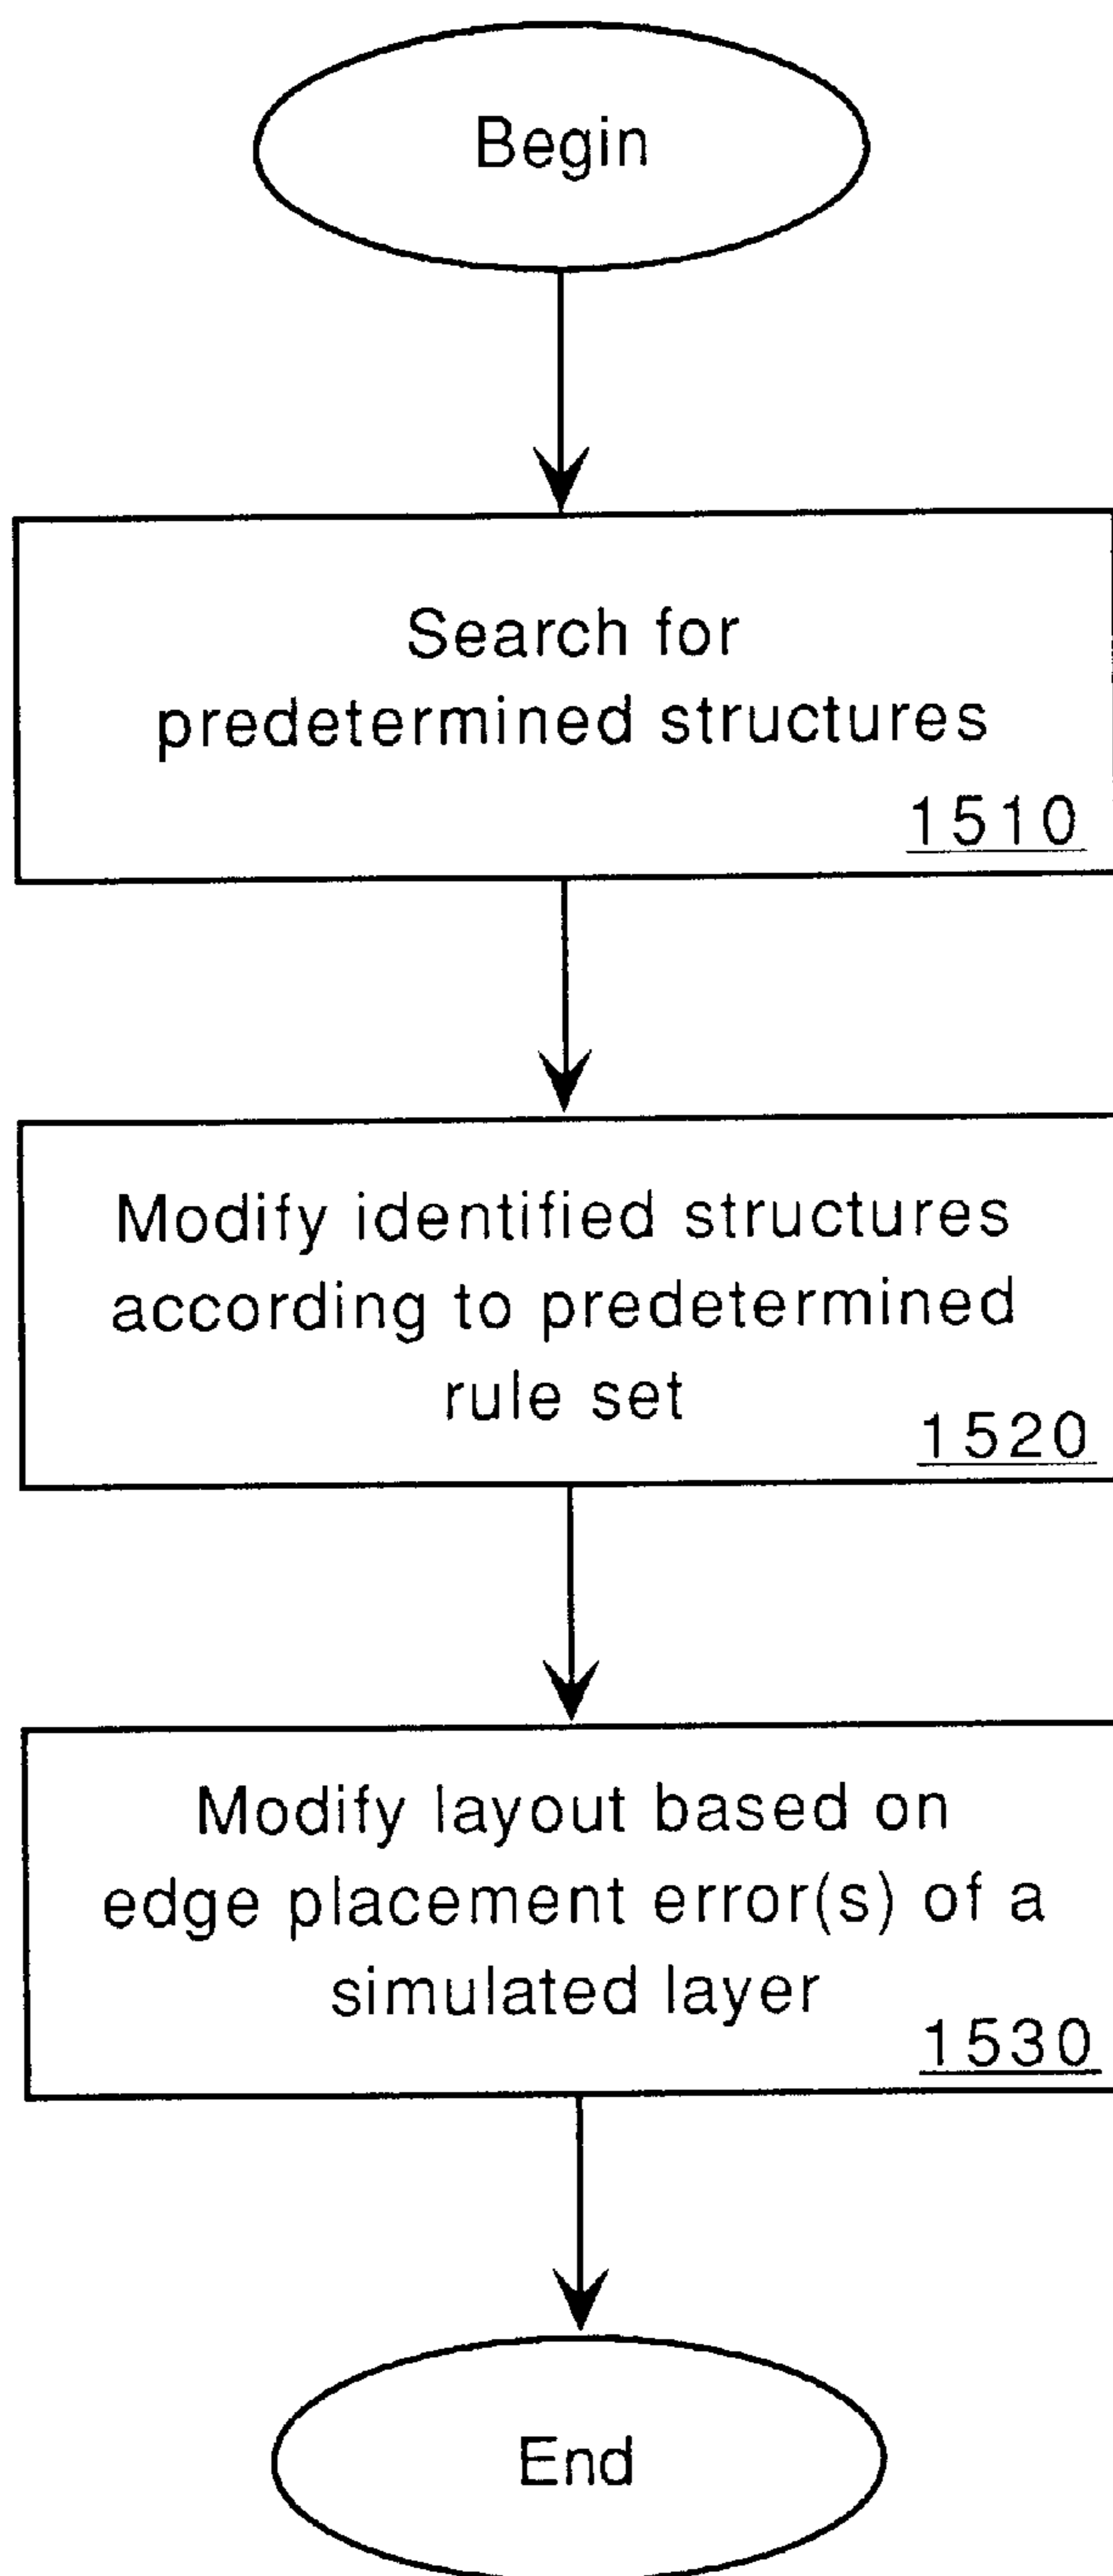 Begin
Search for
predetermined structures
1510
Modify identified structures
according to predetermined
rule set
1520
Modify layout based on
edge placement error(s) of a
simulated layer
1530
End